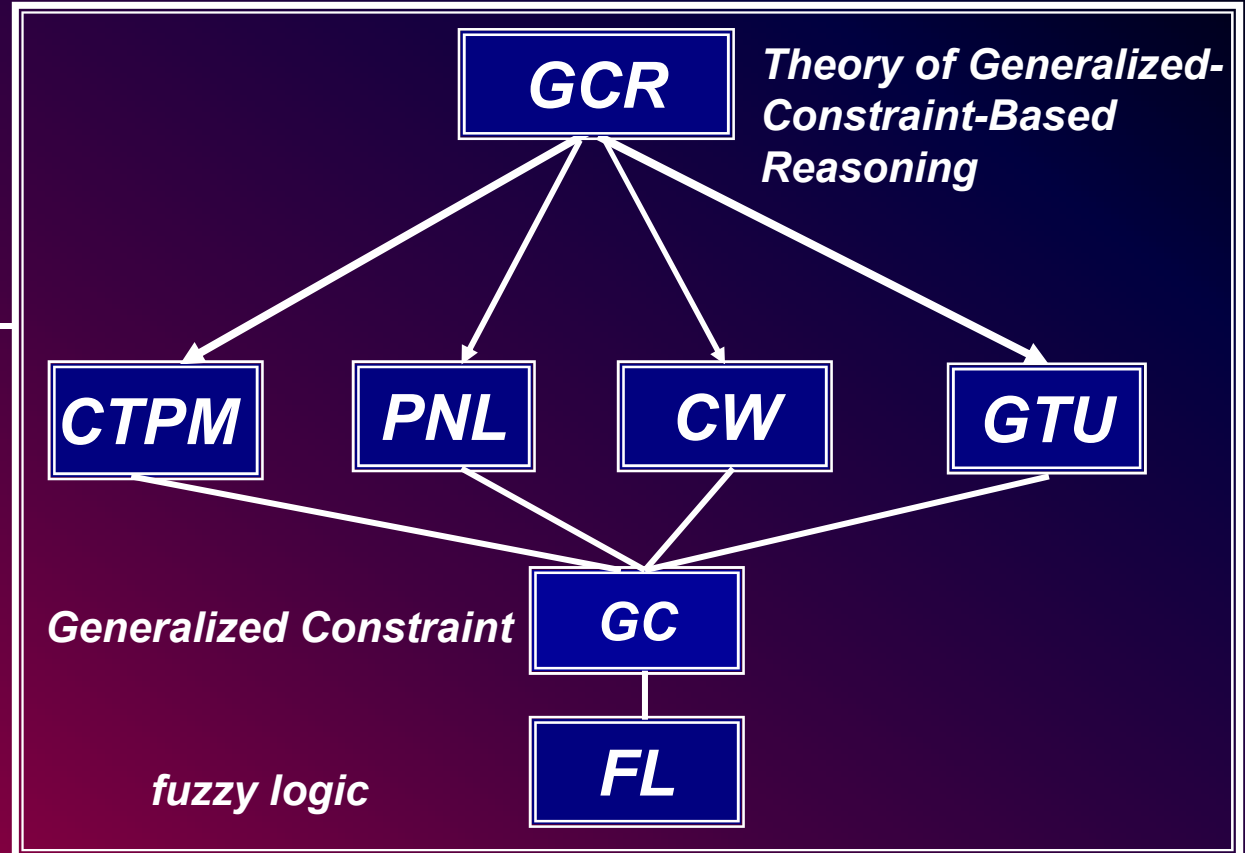 GCR
Theory of Generalized-
Constraint-Based
Reasoning
CTPM
PNL
CW
GTU
Generalized Constraint
GC
fuzzy logic
FL